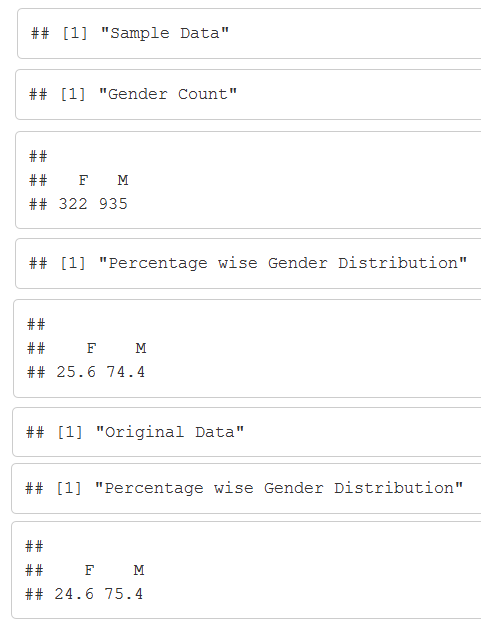 ## [1] "Sample Data"
## [1] "Gender Count"
##
##   F   M
## 322 935
## [1] "Percentage wise Gender Distribution"
##
##    F    M
## 25.6 74.4
## [1] "Original Data"
## [1] "Percentage wise Gender Distribution"
##
##    F    M
## 24.6 75.4